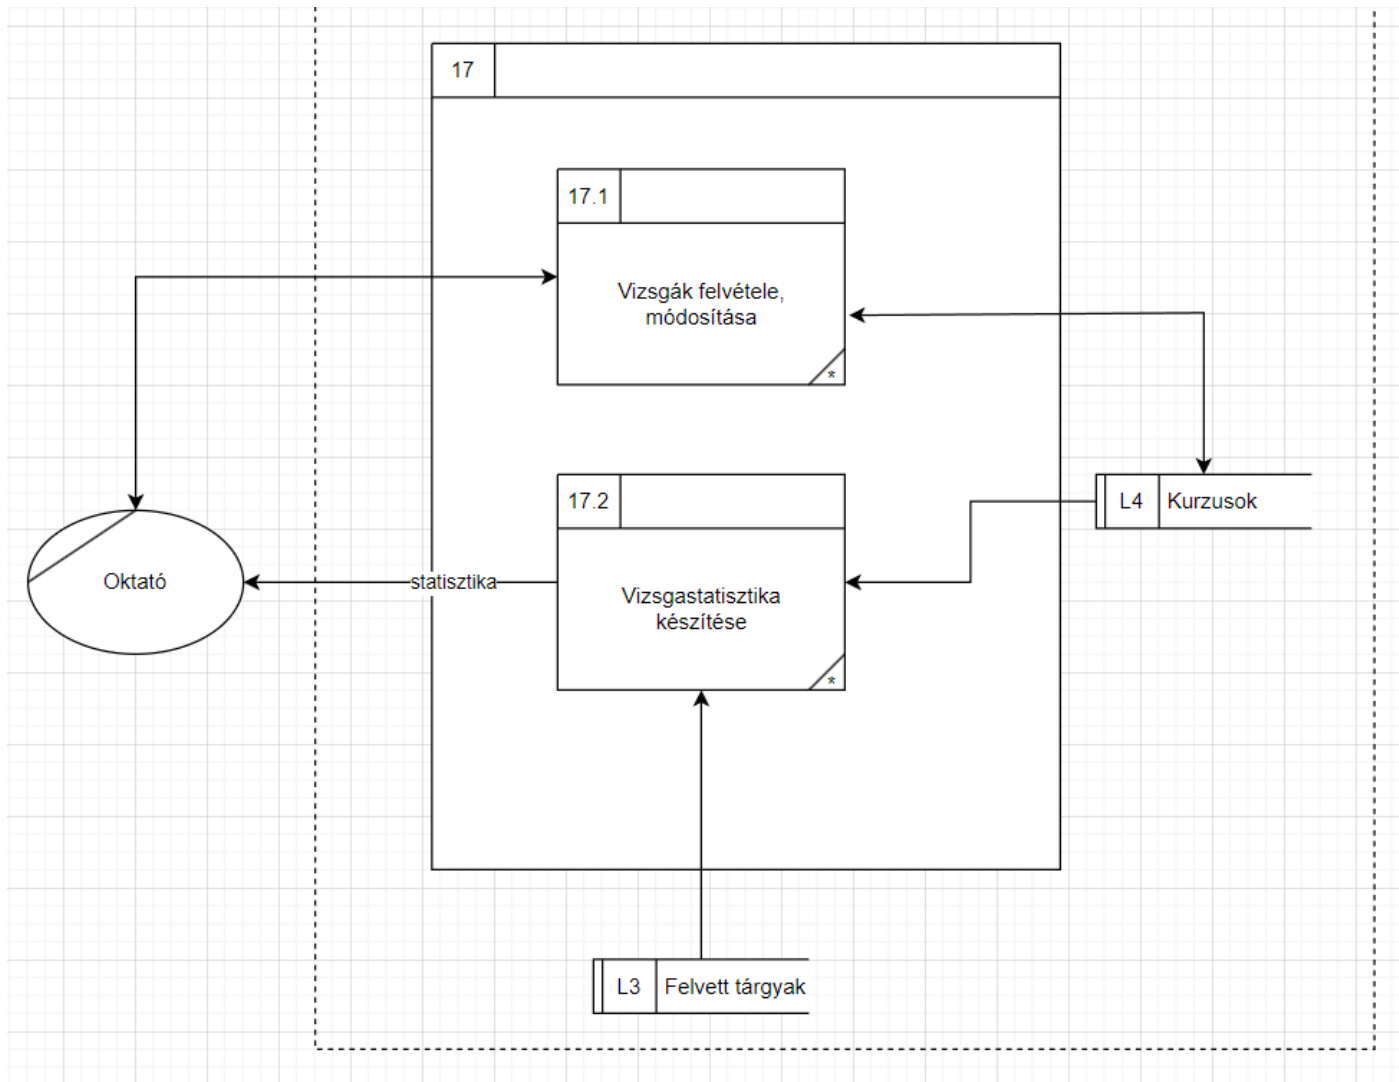 17
17.1
Vizsgák felvétele,
módosítása
*
17.2
L4 Kurzusok
Oktató
statisztika
Vizsgastatisztika
készítése
*
L3 Felvett tárgyak